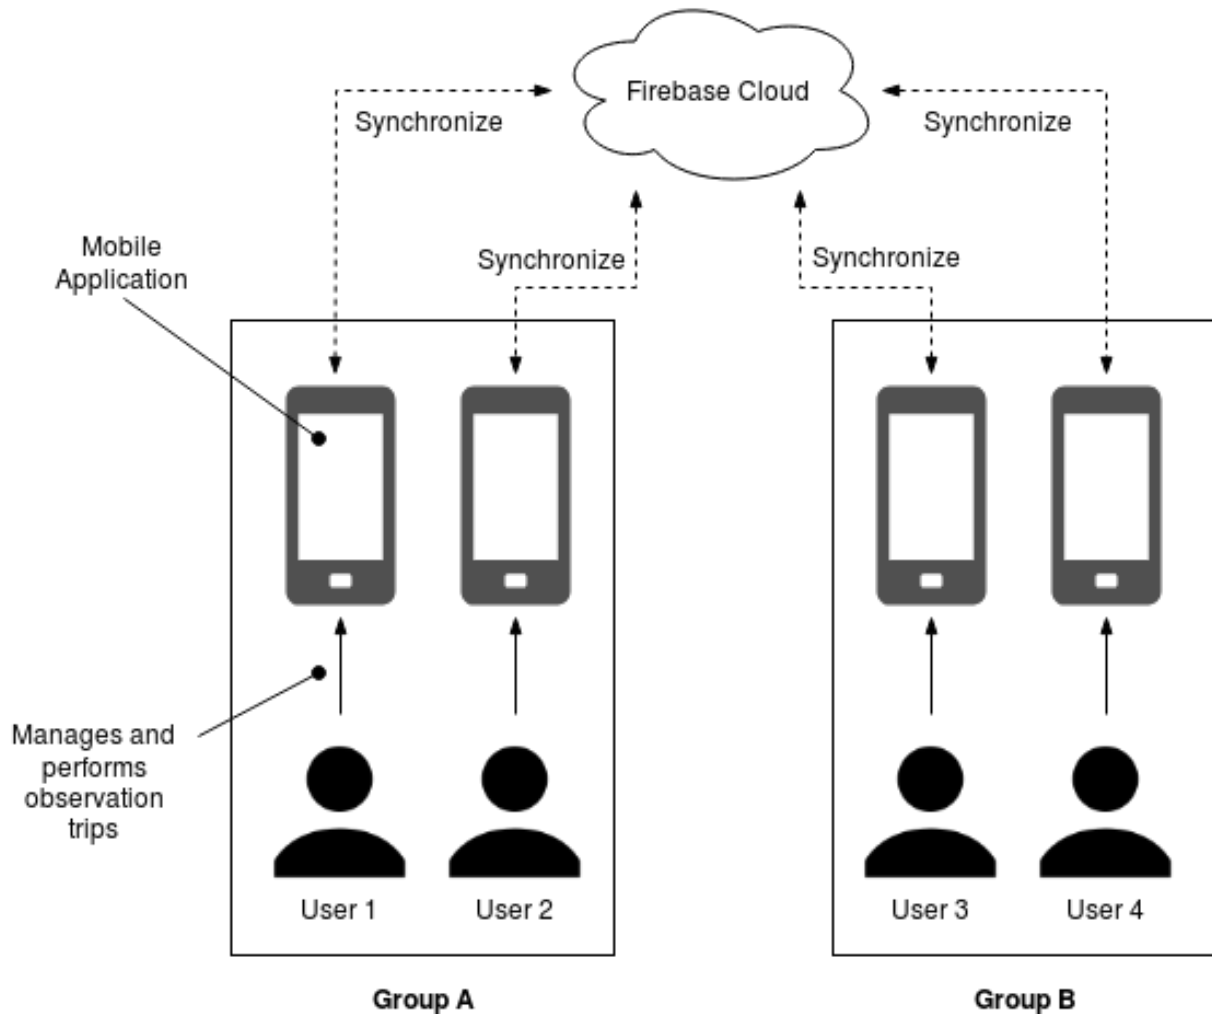 Firebase Cloud
Synchronize
Synchronize
Mobile
Application
Synchronize
Synchronize
Manages and
performs
observation
trips
User 1
User 2
User 3
User 4
Group A
Group B